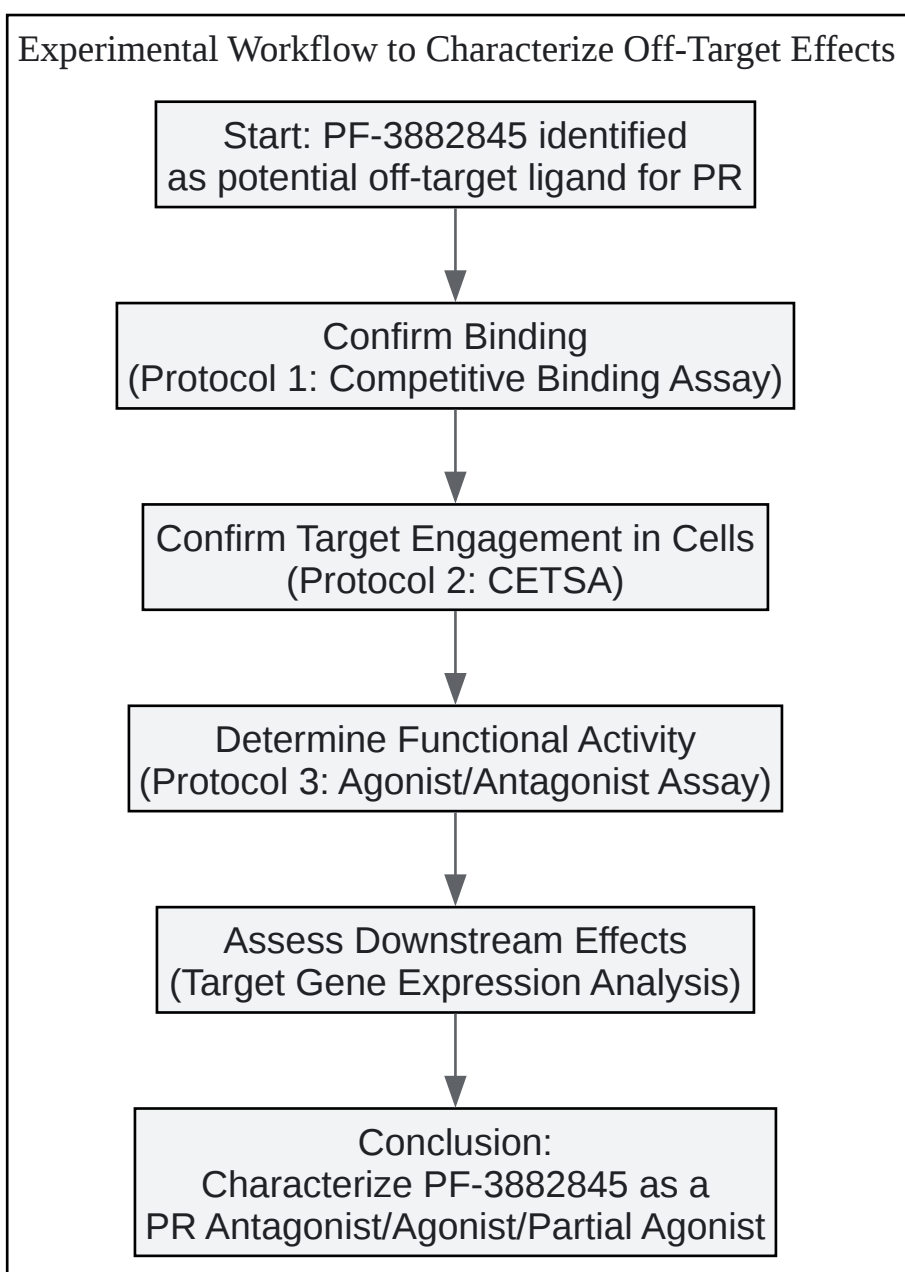 Experimental Workflow to Characterize Off-Target Effects
Start: PF-3882845 identified
as potential off-target ligand for PR
Confirm Binding
(Protocol 1: Competitive Binding Assay)
Confirm Target Engagement in Cells
(Protocol 2: CETSA)
Determine Functional Activity
(Protocol 3: Agonist/Antagonist Assay)
Assess Downstream Effects
(Target Gene Expression Analysis)
Conclusion:
Characterize PF-3882845 as a
PR Antagonist/Agonist/Partial Agonist